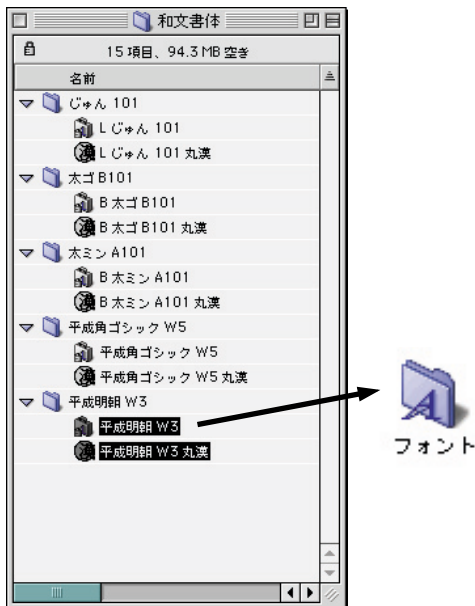 和文書体
15 項目、94.3 MB 空き
名前
じゅん 101
L じゅん 101
L じゅん 101 丸漢
太ゴ B101
B 太ゴ B101
B 太ゴ B101 丸漢
太ミン A101
B 太ミン A101
B 太ミン A101 丸漢
平成角ゴシック W5
平成角ゴシック W5
平成角ゴシック W5 丸漢
平成明朝 W3
平成明朝 W3
平成明朝 W3 丸漢
フォント